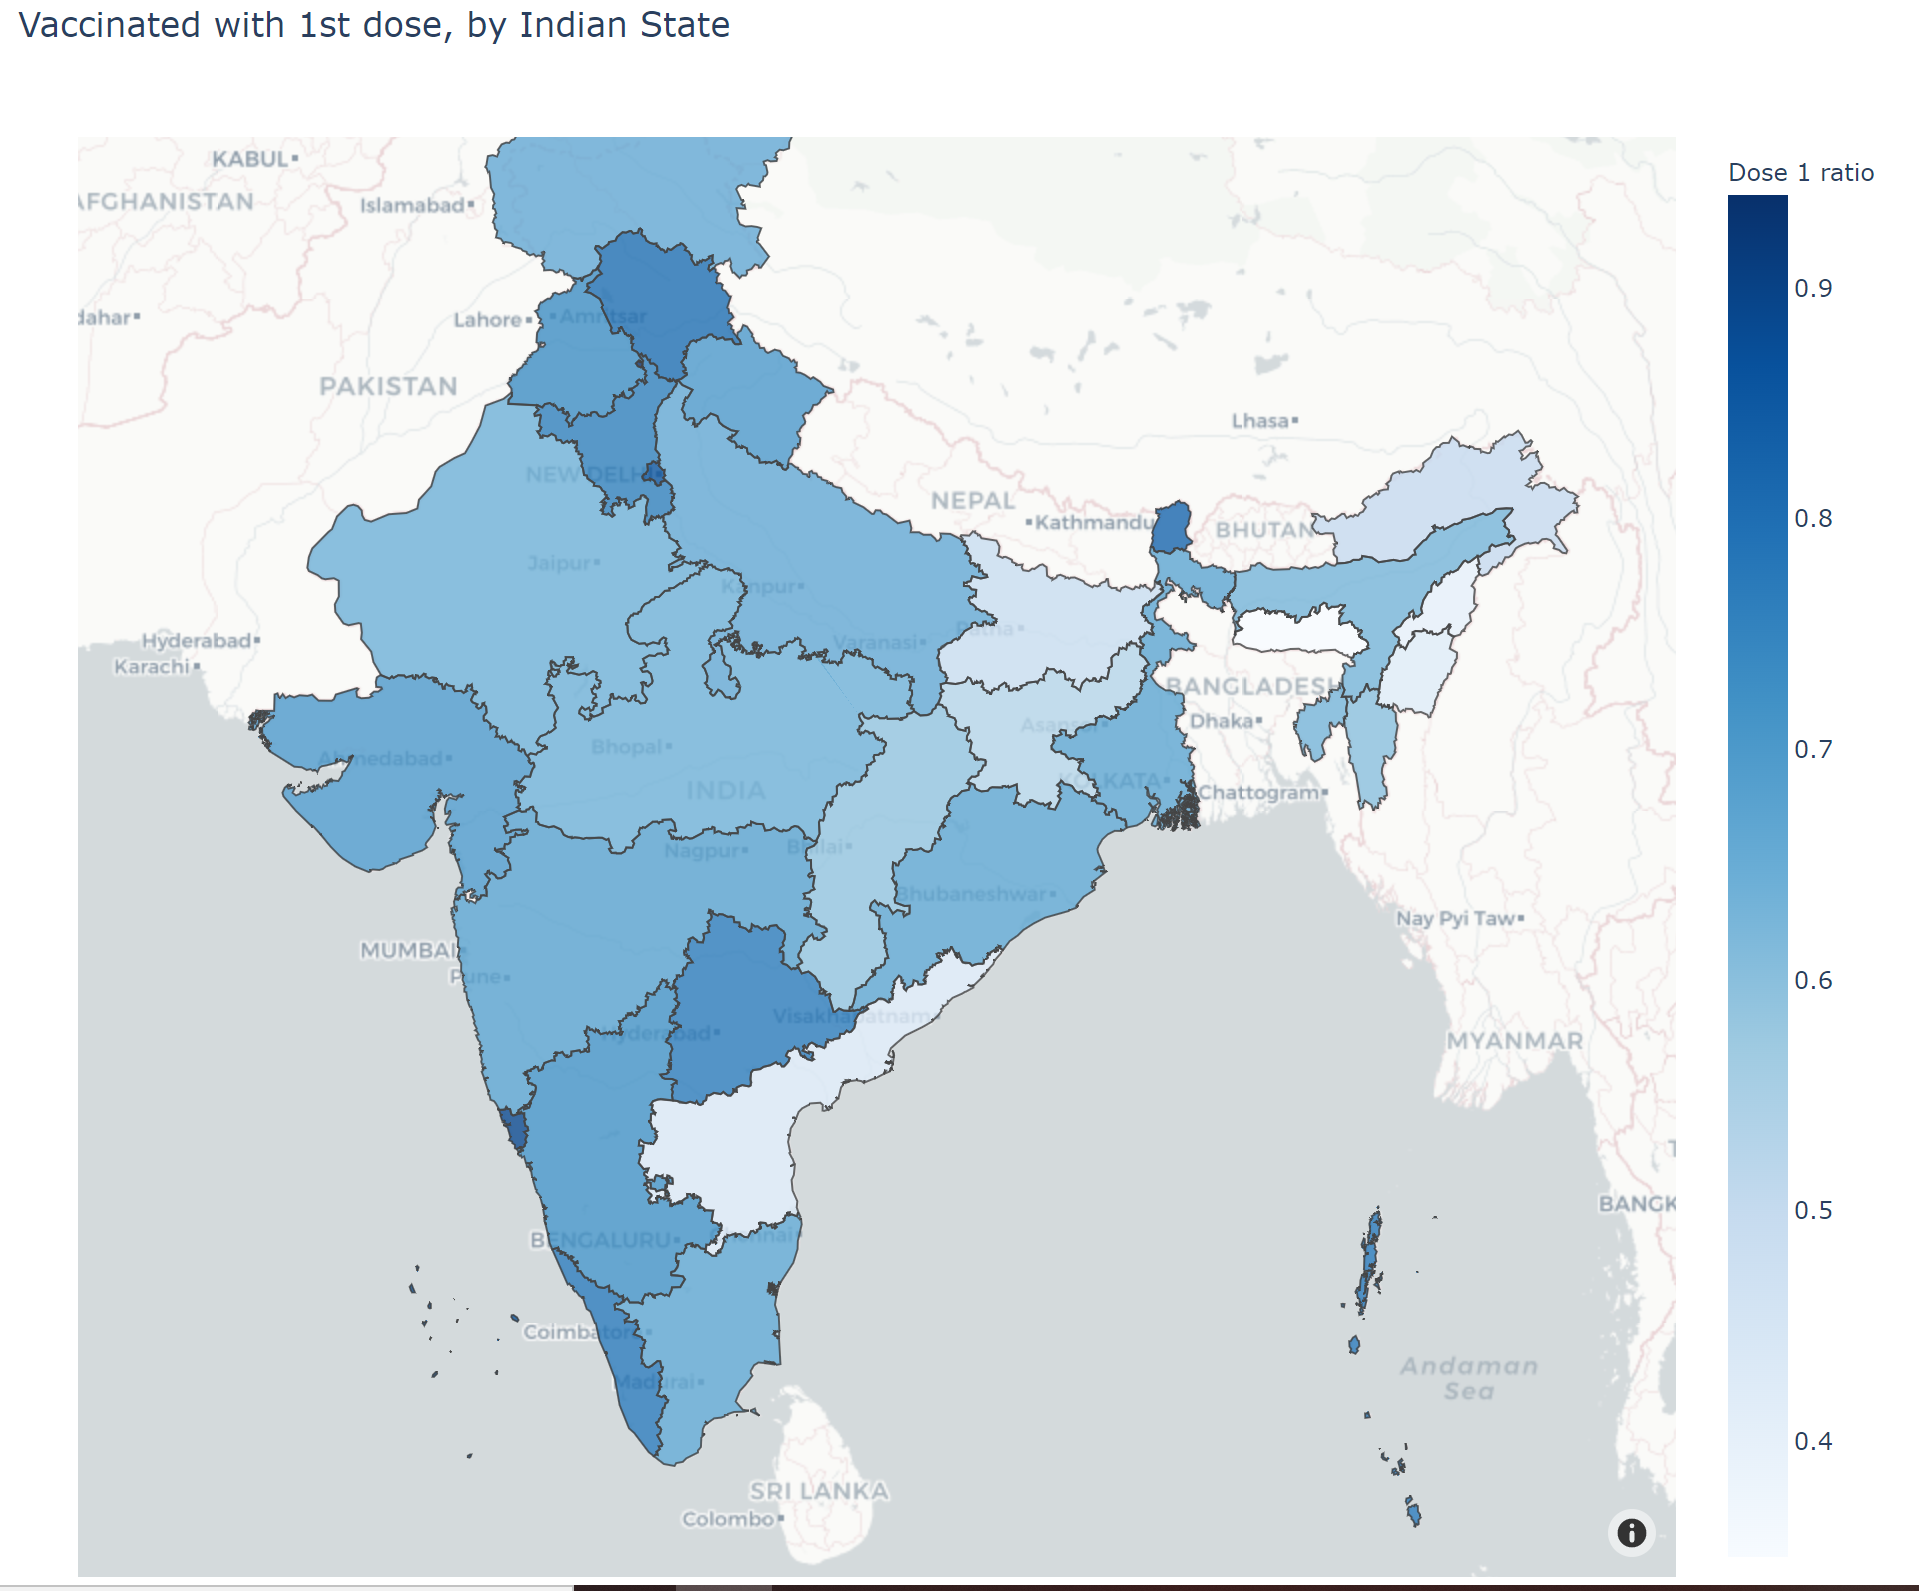 Vaccinated with 1st dose, by Indian State
Dose 1 ratio
0.9
0.8
0.7
0.6
0.5
0.4
KABUL
AFGHANISTAN
Islamabad
dahar
Lahore
Amritsar
PAKISTAN
Lhasa
NEW DELHI
NEPAL
Kathmandu
BHUTAN
Jaipur
Kanpur
Hyderabad
Varanasi
Patna
Karachi
BANGLADESH
Dhaka
Asansol
Ahmedabad
Bhopal
INDIA
KOLKATA
Chattogram
Nagpur
Bhilai
Bhubaneshwar
Nay Pyi Taw
MUMBAI
Pune
Visakhapatnam
Hyderabad
MYANMAR
BANGK
BENGALURU
Chennai
Coimbatore
Madurai
Andaman
Sea
SRI LANKA
Colombo